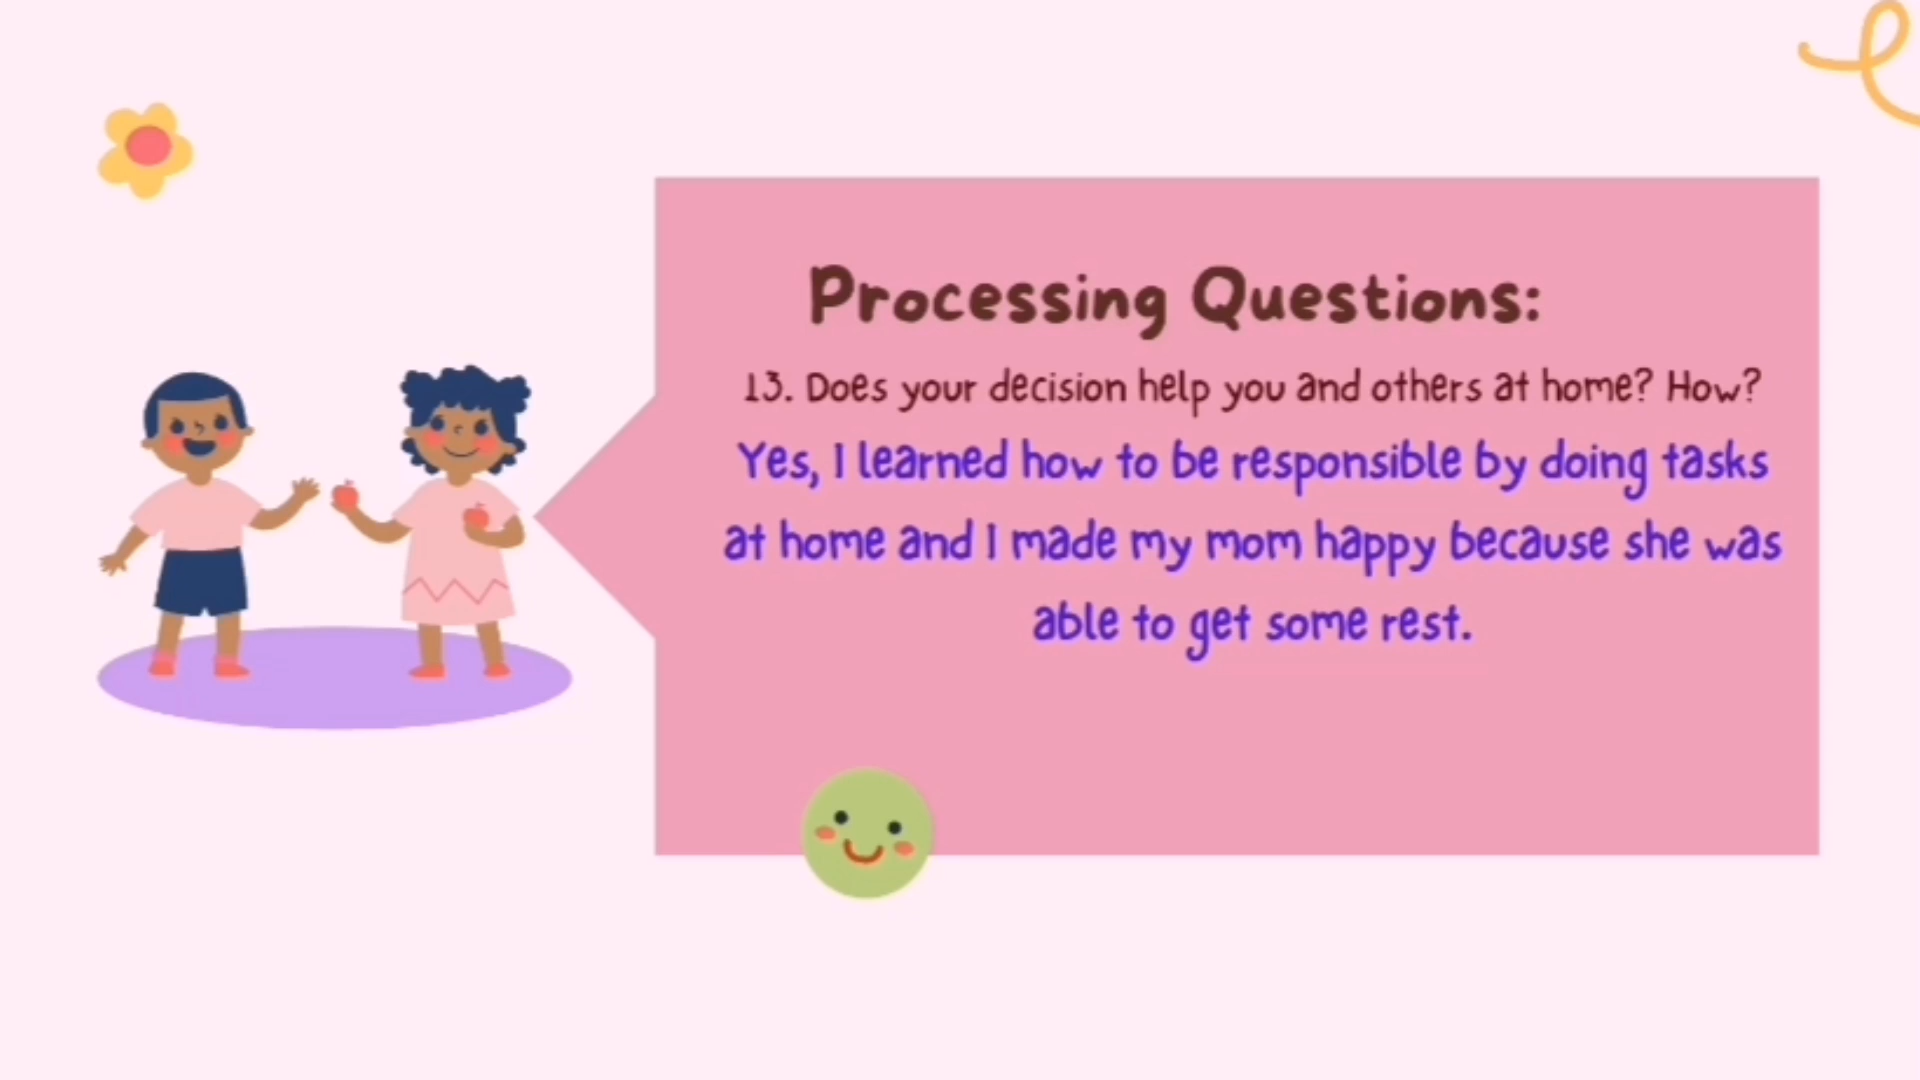 Processing Questions:
13. Does your decision help you and others at home? How?
Yes, I learned how to be responsible by doing tasks
at home and I made my mom happy because she was
able to get some rest.